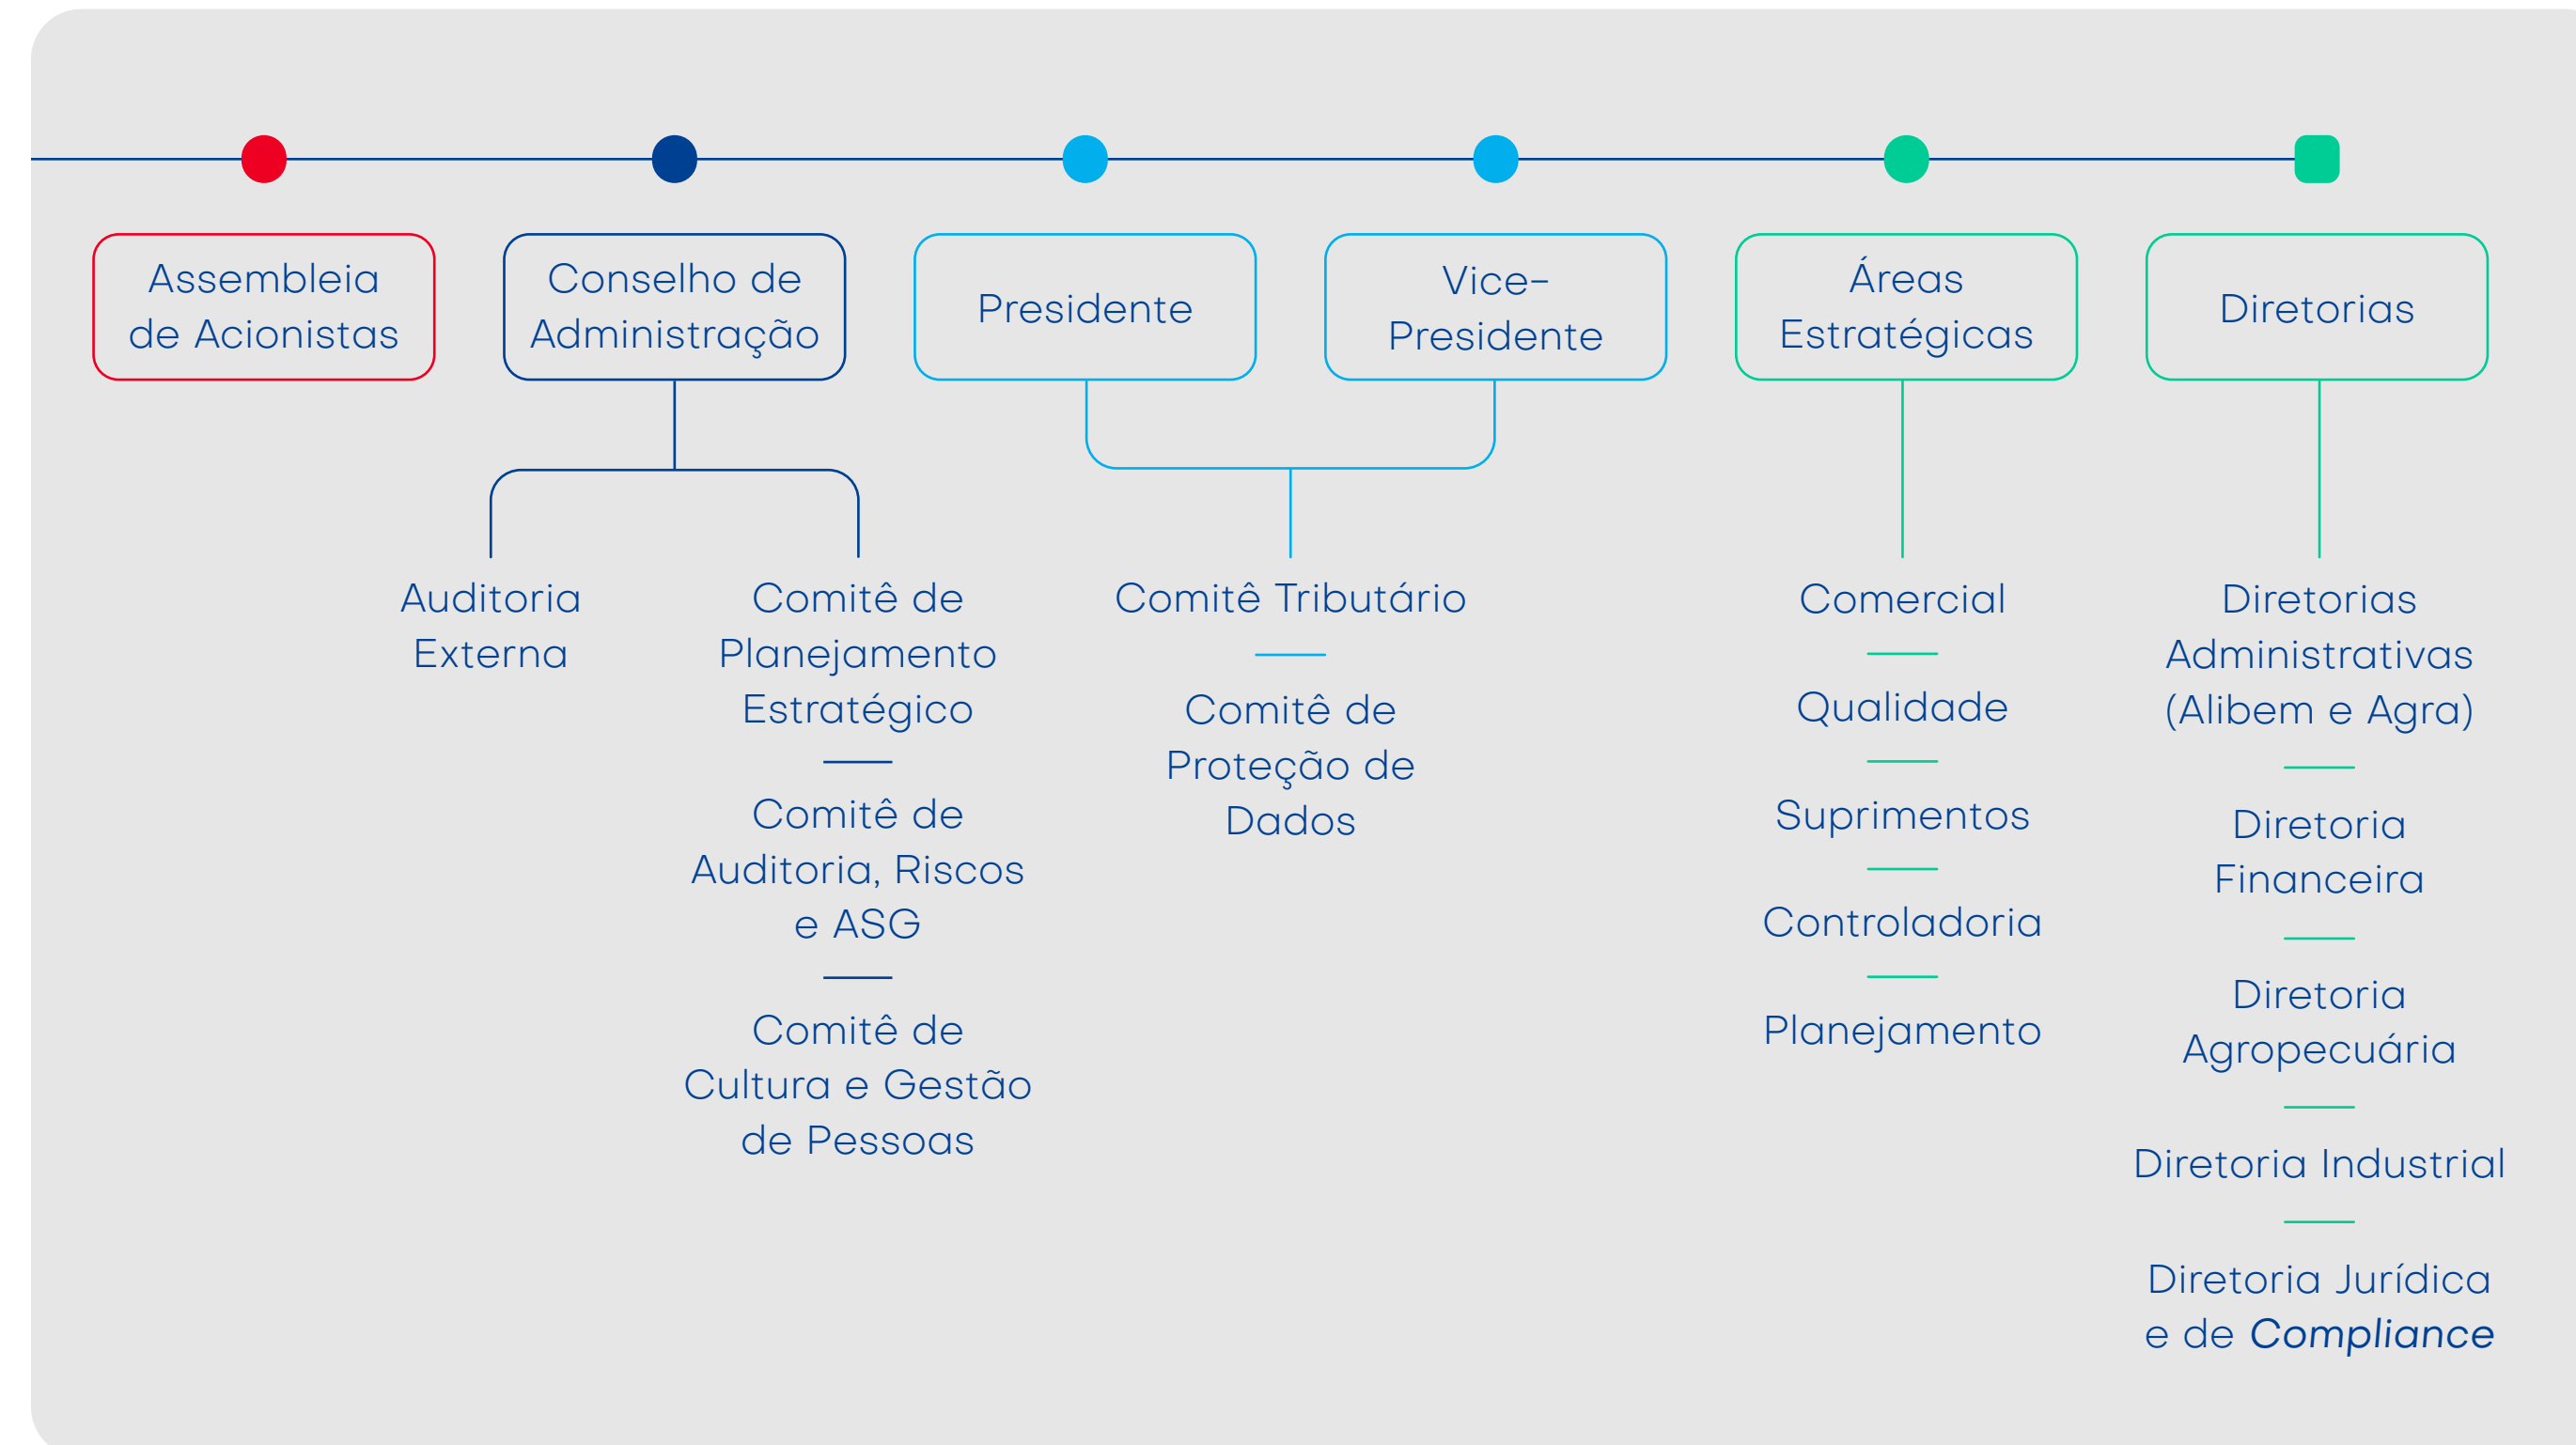 Assembleia
de Acionistas
Conselho de
Administração
Presidente
Vice-
Presidente
Áreas
Estratégicas
Diretorias
Auditoria
Externa
Comitê de
Planejamento
Estratégico
Comitê de
Auditoria, Riscos
e ASG
Comitê de
Cultura e Gestão
de Pessoas
Comitê Tributário
Comitê de
Proteção de
Dados
Comercial
Qualidade
Suprimentos
Controladoria
Planejamento
Diretorias
Administrativas
(Alibem e Agra)
Diretoria
Financeira
Diretoria
Agropecuária
Diretoria Industrial
Diretoria Jurídica
e de Compliance